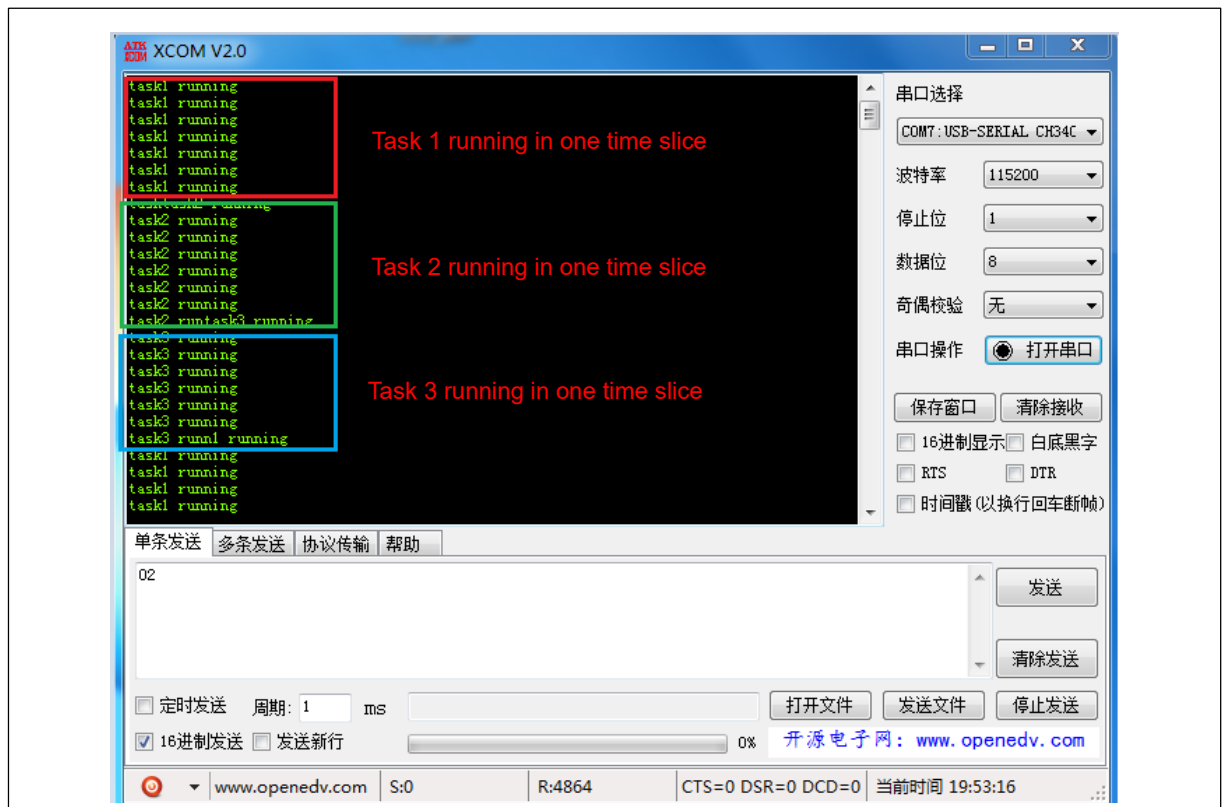 ATK XCOM XCOM V2.0
task1 running
task1 running
task1 running
task1 running
task1 running
task1 running
task1 running
tasktask2 running
task2 running
task2 running
task2 running
task2 running
task2 running
task2 running
task2 runtask3 running
task3 running
task3 running
task3 running
task3 running
task3 running
task3 running
task3 runn1 running
task1 running
task1 running
task1 running
task1 running
Task 1 running in one time slice
Task 2 running in one time slice
Task 3 running in one time slice
串口选择
COM7:USB-SERIAL CH34C
波特率 115200
停止位 1
数据位 8
奇偶校验 无
串口操作 打开串口
保存窗口 清除接收
16进制显示 白底黑字
RTS DTR
时间戳(以换行回车断帧)
单条发送 多条发送 协议传输 帮助
02
发送
清除发送
定时发送 周期: 1 ms 打开文件 发送文件 停止发送
16进制发送 发送新行 0% 开源电子网: www.openedv.com
www.openedv.com S:0 R:4864 CTS=0 DSR=0 DCD=0 当前时间 19:53:16